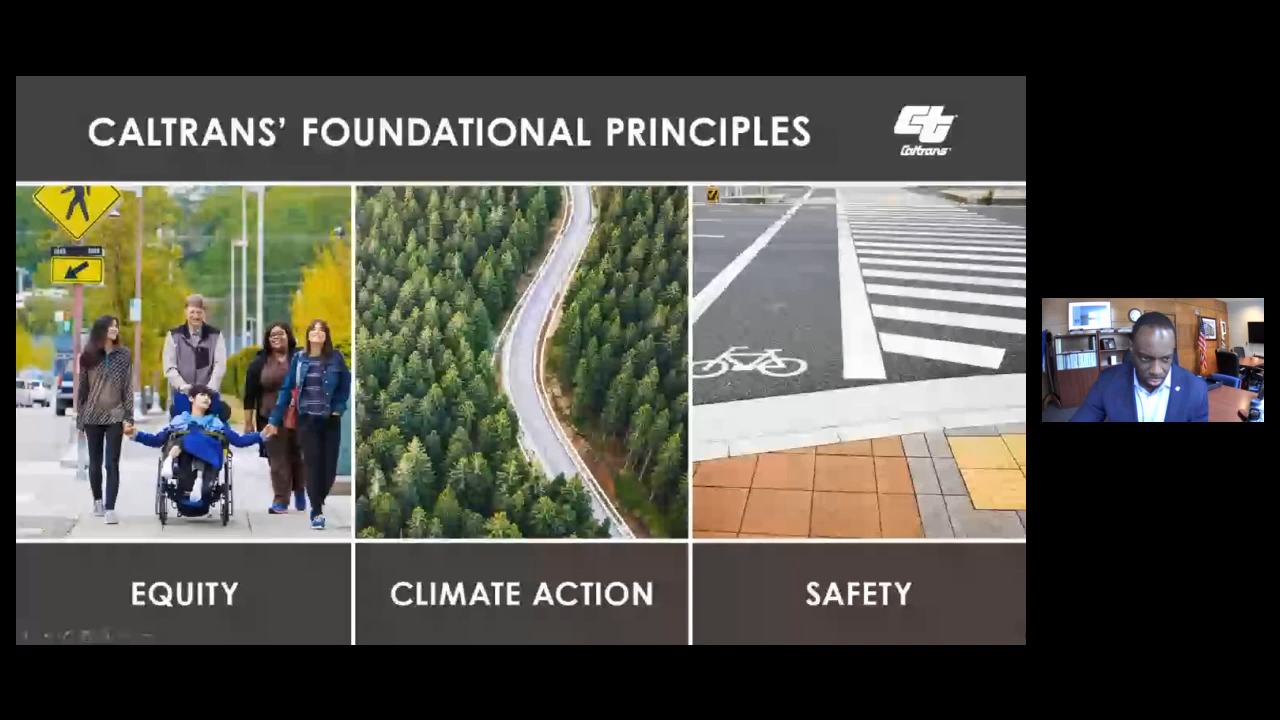 CALTRANS' FOUNDATIONAL PRINCIPLES
Caltrans
EQUITY
CLIMATE ACTION
SAFETY